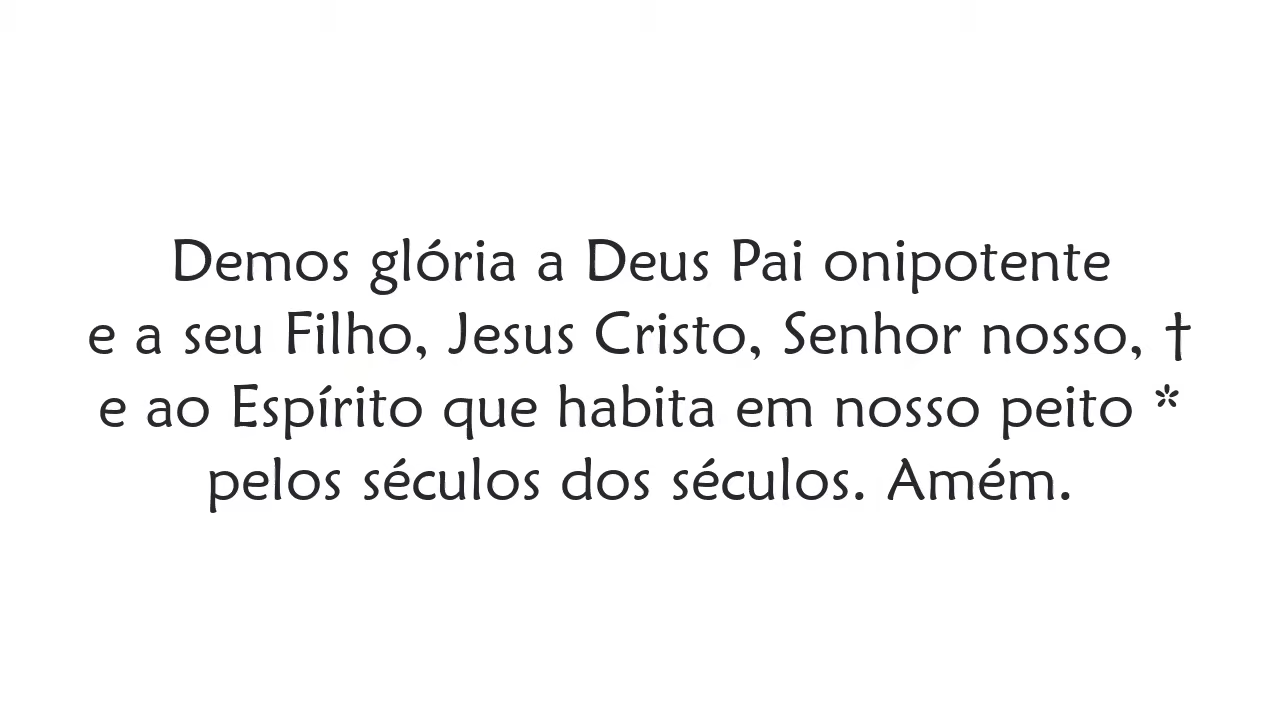 Demos glória a Deus Pai onipotente
e a seu Filho, Jesus Cristo, Senhor nosso, †
e ao Espírito que habita em nosso peito *
pelos séculos dos séculos. Amém.